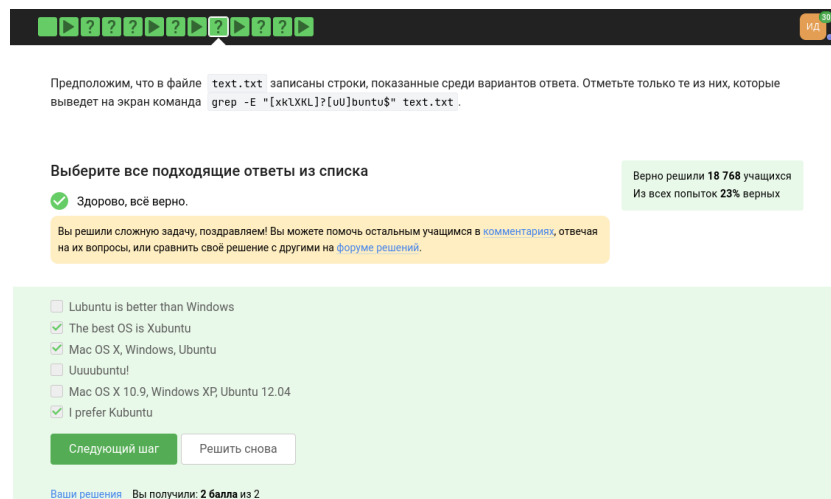 ИД
30
Предположим, что в файле text.txt записаны строки, показанные среди вариантов ответа. Отметьте только те из них, которые
выведет на экран команда grep -E "[xklXKL]?[uU]buntu$" text.txt .
Выберите все подходящие ответы из списка
Верно решили 18 768 учащихся
Из всех попыток 23% верных
Здорово, всё верно.
Вы решили сложную задачу, поздравляем! Вы можете помочь остальным учащимся в комментариях, отвечая
на их вопросы, или сравнить своё решение с другими на форуме решений.
Lubuntu is better than Windows
The best OS is Xubuntu
Mac OS X, Windows, Ubuntu
Uuuubuntu!
Mac OS X 10.9, Windows XP, Ubuntu 12.04
I prefer Kubuntu
Следующий шаг
Решить снова
Ваши решения Вы получили: 2 балла из 2